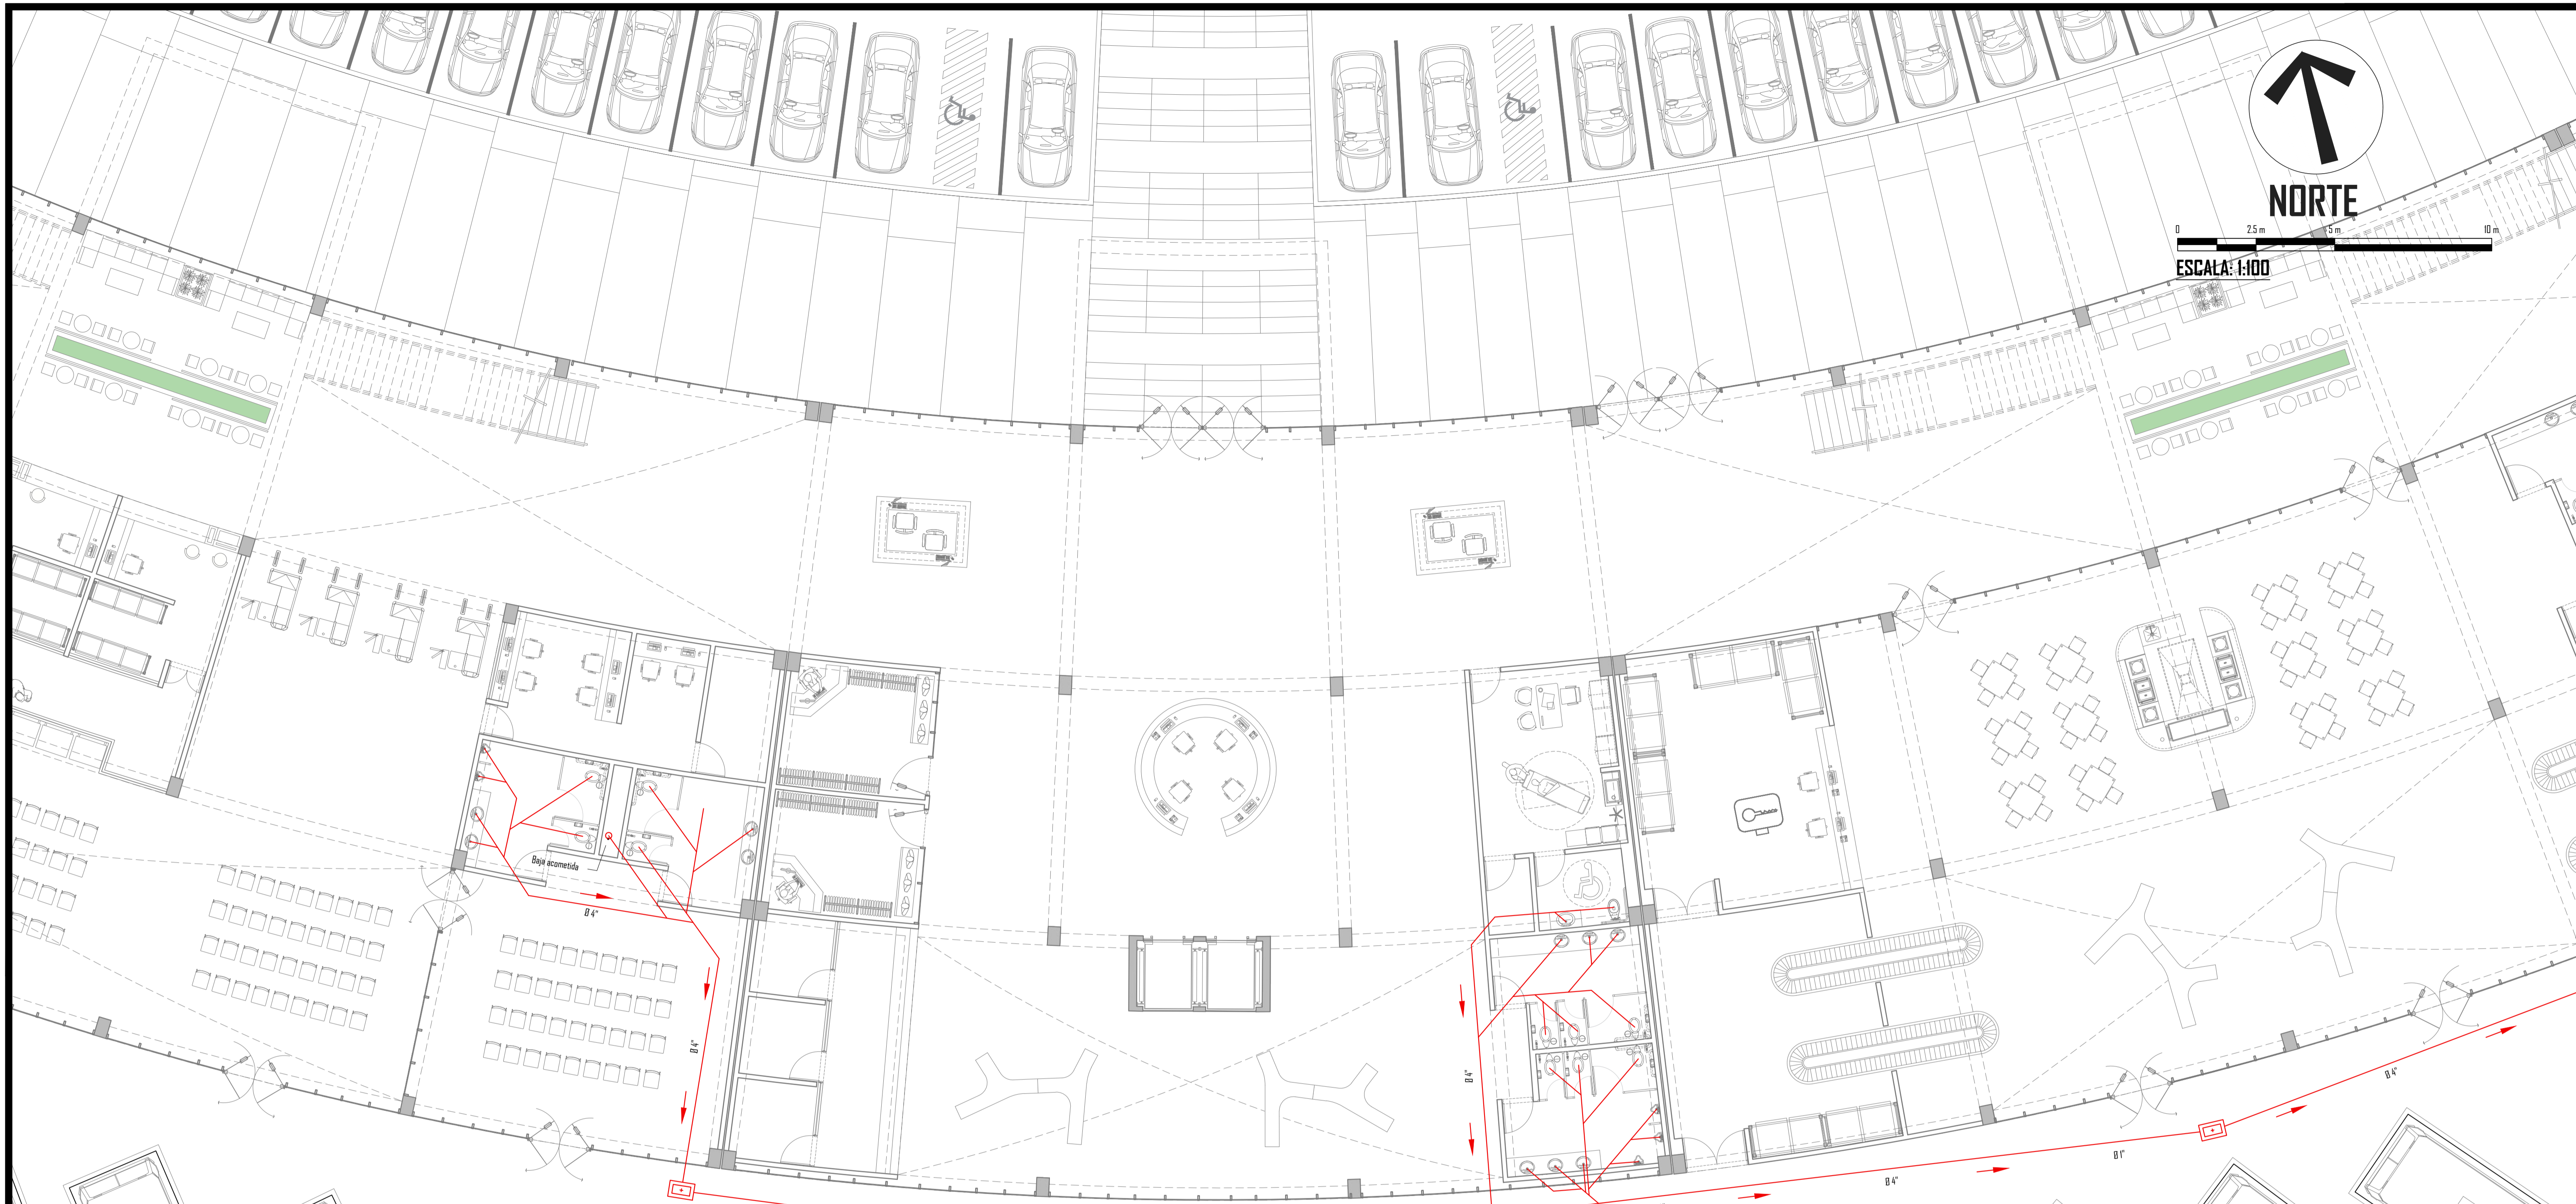 NORTE
0 2.5 m 5 m 10 m
ESCALA: 1:100
Baja acometida
Ø 4"
Ø 4"
Ø 4"
Ø 4"
Ø 1"
Ø 4"